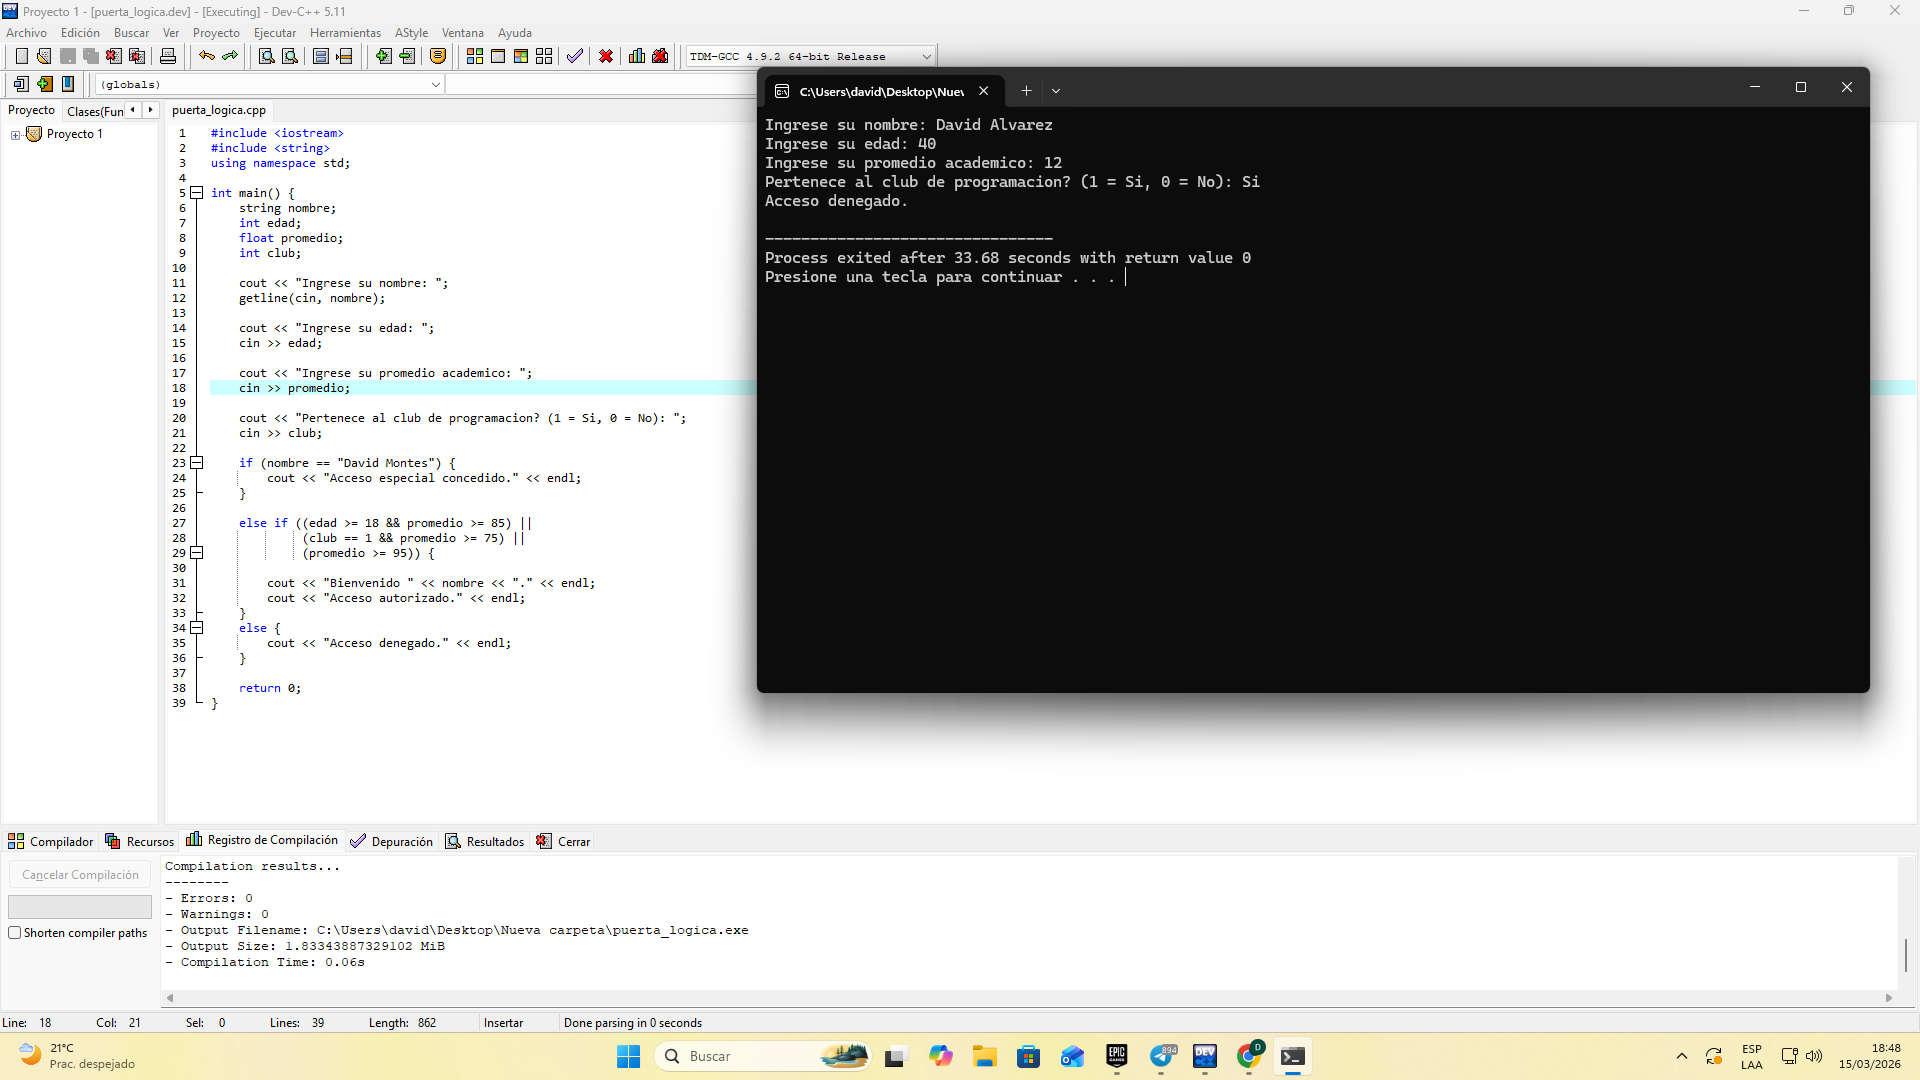 Proyecto 1 - [puerta_logica.dev] - [Executing] - Dev-C++ 5.11
Archivo Edición Buscar Ver Proyecto Ejecutar Herramientas AStyle Ventana Ayuda
TDM-GCC 4.9.2 64-bit Release
(globals)
Proyecto Clases(Fun
Proyecto 1
puerta_logica.cpp
1 #include <iostream>
2 #include <string>
3 using namespace std;
4
5 int main() {
6 string nombre;
7 int edad;
8 float promedio;
9 int club;
10
11 cout << "Ingrese su nombre: ";
12 getline(cin, nombre);
13
14 cout << "Ingrese su edad: ";
15 cin >> edad;
16
17 cout << "Ingrese su promedio academico: ";
18 cin >> promedio;
19
20 cout << "Pertenece al club de programacion? (1 = Si, 0 = No): ";
21 cin >> club;
22
23 if (nombre == "David Montes") {
24 cout << "Acceso especial concedido." << endl;
25 }
26
27 else if ((edad >= 18 && promedio >= 85) ||
28 (club == 1 && promedio >= 75) ||
29 (promedio >= 95)) {
30
31 cout << "Bienvenido " << nombre << "." << endl;
32 cout << "Acceso autorizado." << endl;
33 }
34 else {
35 cout << "Acceso denegado." << endl;
36 }
37
38 return 0;
39 }
C:\Users\david\Desktop\Nuev
Ingrese su nombre: David Alvarez
Ingrese su edad: 40
Ingrese su promedio academico: 12
Pertenece al club de programacion? (1 = Si, 0 = No): Si
Acceso denegado.
--------------------------------
Process exited after 33.68 seconds with return value 0
Presione una tecla para continuar . . .
Compilador Recursos Registro de Compilación Depuración Resultados Cerrar
Cancelar Compilación
Shorten compiler paths
Compilation results...
--------
- Errors: 0
- Warnings: 0
- Output Filename: C:\Users\david\Desktop\Nueva carpeta\puerta_logica.exe
- Output Size: 1.83343887329102 MiB
- Compilation Time: 0.06s
Line: 18 Col: 21 Sel: 0 Lines: 39 Length: 862 Insertar Done parsing in 0 seconds
21°C
Prac. despejado
Buscar
EPIC GAMES
894
DEV
D
ESP
LAA
18:48
15/03/2026